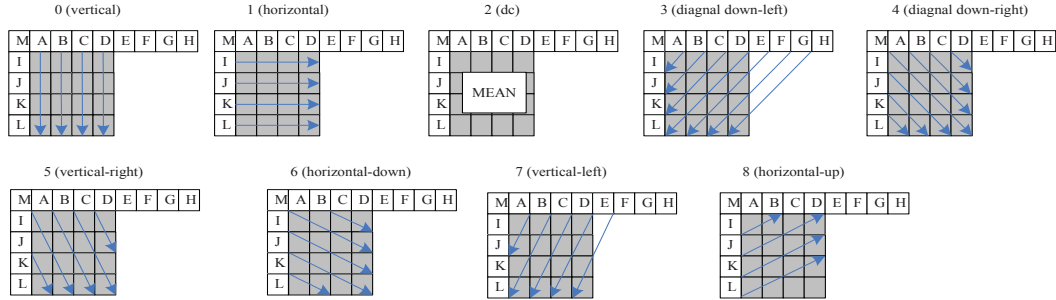 0 (vertical)
1 (horizontal)
2 (dc)
3 (diagnal down-left)
4 (diagnal down-right)
M A B C D E F G H
I
J
K
L
M A B C D E F G H
I
J
K
L
M A B C D E F G H
I
J
K
L
MEAN
M A B C D E F G H
I
J
K
L
M A B C D E F G H
I
J
K
L
5 (vertical-right)
6 (horizontal-down)
7 (vertical-left)
8 (horizontal-up)
M A B C D E F G H
I
J
K
L
M A B C D E F G H
I
J
K
L
M A B C D E F G H
I
J
K
L
M A B C D E F G H
I
J
K
L